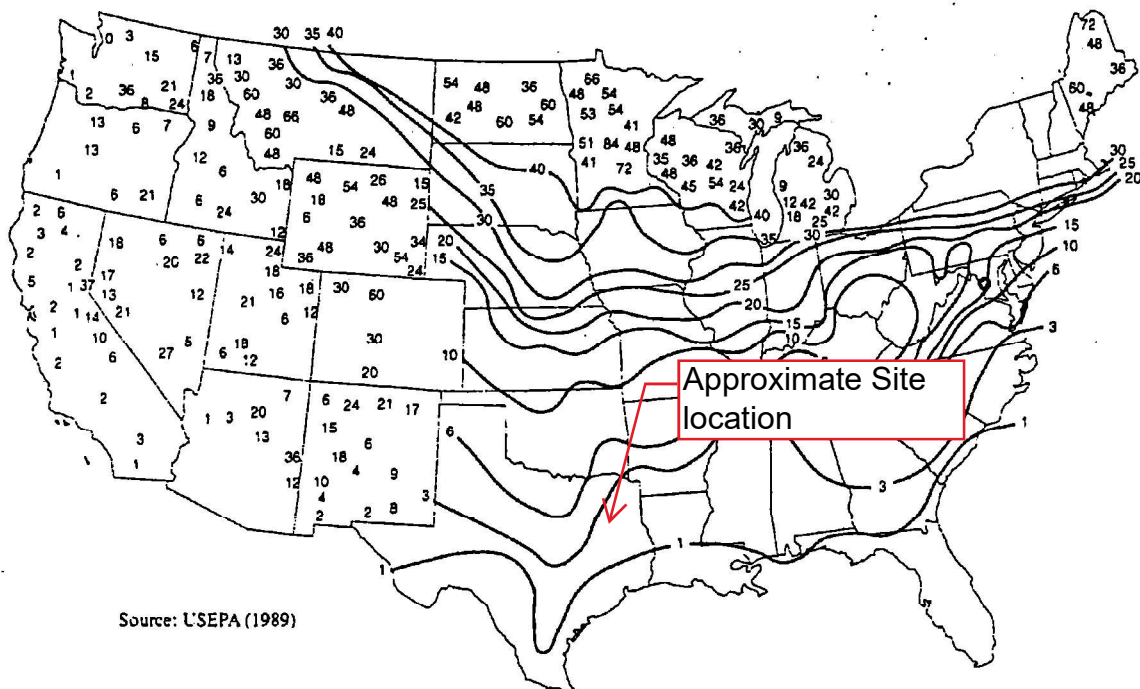 72
30 35 40
0 3 6
48
15 7 13 36 66 36
1 36 30 30 54 48 36 48 54
2 36 21 18 60 36 48 60 53 54 36 30 9 60
8 24 48 66 42 60 54 41 48
13 6 7 9 60 51 84 48 48 38 36
13 12 48 15 24 41 72 35 36 42 24 30
6 48 54 26 15 40 48 45 54 24 9 30 25
1 18 18 48 25 35 42 12 42 20
6 21 6 24 30 6 36 30 40 18 25 42
2 6 12 34 20 35 30 15
3 4 18 6 6 14 24 48 30 54 15 10
2 20 22 36 24 25 6
5 2 17 18 30 60 20
37 13 12 21 16 18
2 1 14 21 6 12 15 3
1 10 5 18 30 10
2 6 27 6 12 10
20
2 7 6 24 21 17
Approximate Site
location
1 3 20 15 6 1
3 13 18 6
1 36 4 9 3
12 10 3
4
2 2 8
1
1
Source: USEPA (1989)